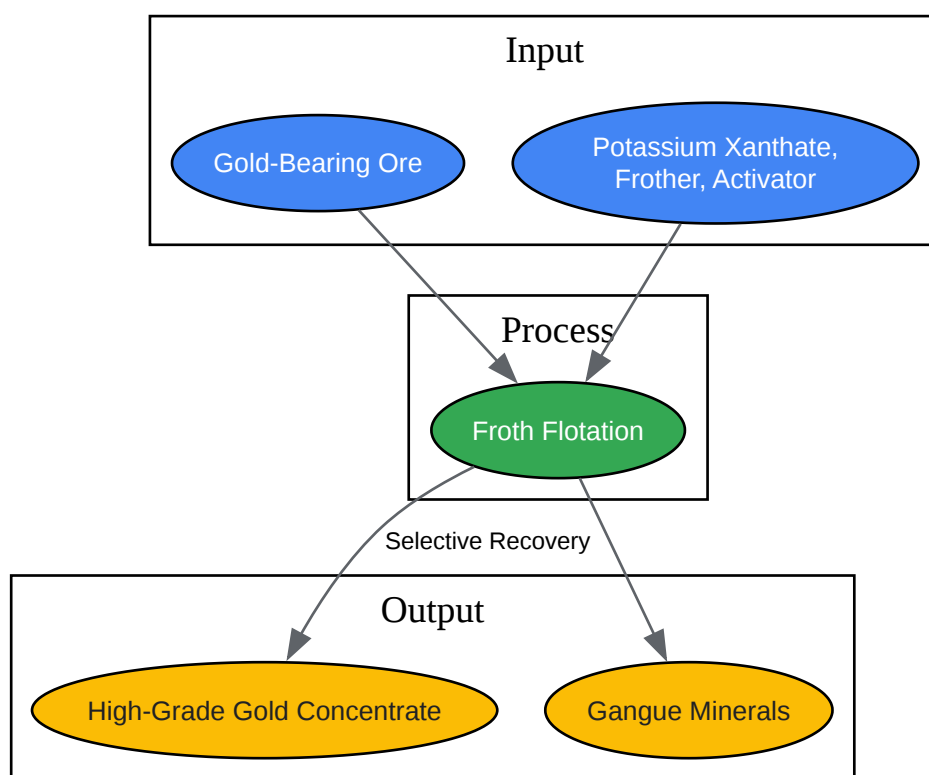 Input
Gold-Bearing Ore
Potassium Xanthate,
Frother, Activator
Process
Froth Flotation
Selective Recovery
Output
High-Grade Gold Concentrate
Gangue Minerals